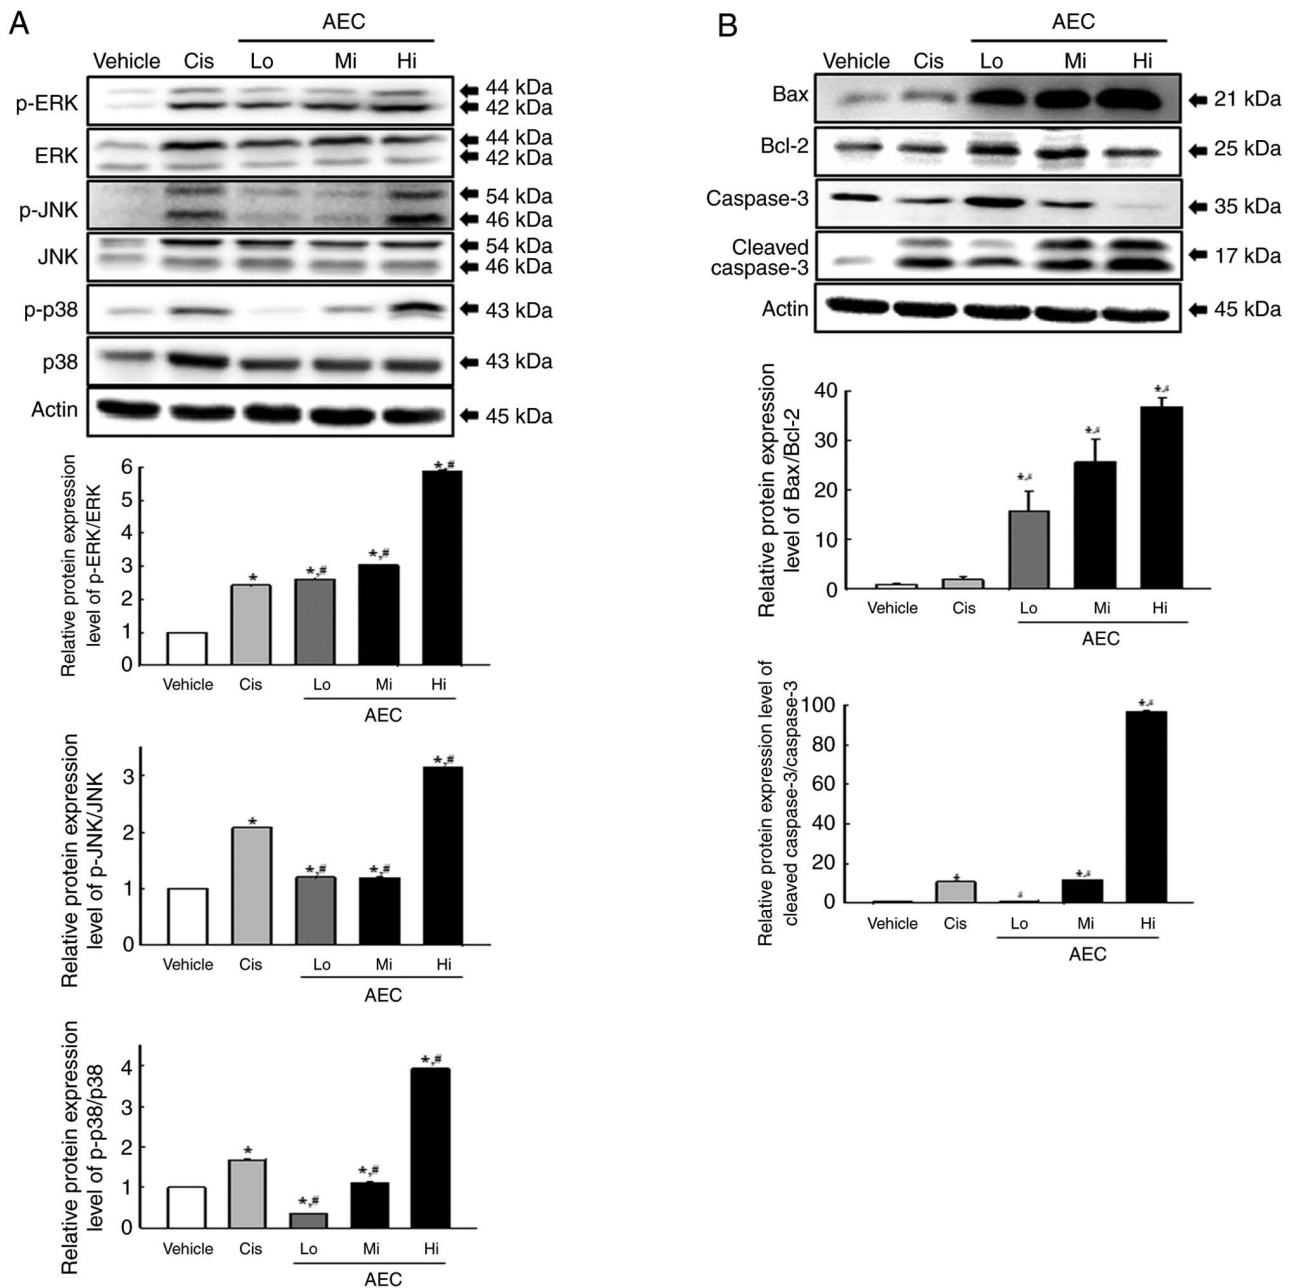 A
AEC
Vehicle Cis Lo Mi Hi
p-ERK
44 kDa
42 kDa
ERK
44 kDa
42 kDa
p-JNK
54 kDa
46 kDa
JNK
54 kDa
46 kDa
p-p38
43 kDa
p38
43 kDa
Actin
45 kDa
Relative protein expression
level of p-ERK/ERK
6
5
4
3
2
1
0
*
*,#
*,#
*,#
Vehicle Cis Lo Mi Hi
AEC
Relative protein expression
level of p-JNK/JNK
3
2
1
0
*
*,#
*,#
*,#
Vehicle Cis Lo Mi Hi
AEC
Relative protein expression
level of p-p38/p38
4
3
2
1
0
*
*,#
*,#
*,#
Vehicle Cis Lo Mi Hi
AEC
B
AEC
Vehicle Cis Lo Mi Hi
Bax
21 kDa
Bcl-2
25 kDa
Caspase-3
35 kDa
Cleaved
caspase-3
17 kDa
Actin
45 kDa
Relative protein expression
level of Bax/Bcl-2
40
30
20
10
0
*,#
*,#
*,#
Vehicle Cis Lo Mi Hi
AEC
Relative protein expression level of
cleaved caspase-3/caspase-3
100
80
60
40
20
0
*
#
*,#
*,#
Vehicle Cis Lo Mi Hi
AEC